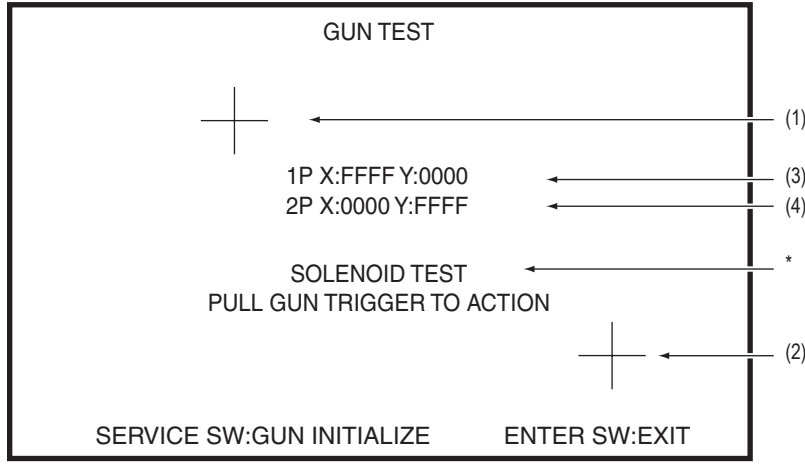 GUN TEST
(1)
1P X:FFFF Y:0000
(3)
2P X:0000 Y:FFFF
(4)
*
SOLENOID TEST
PULL GUN TRIGGER TO ACTION
(2)
SERVICE SW:GUN INITIALIZE ENTER SW:EXIT